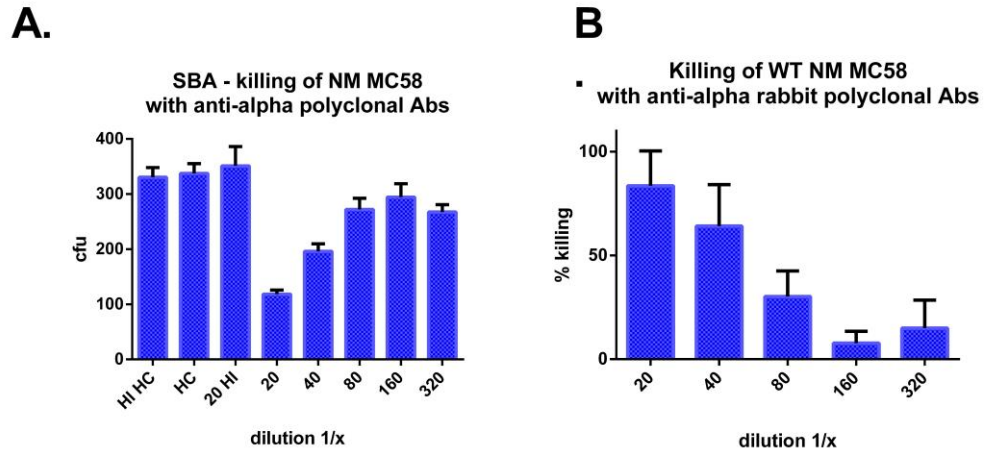 A.
SBA - killing of NM MC58
with anti-alpha polyclonal Abs
400
300
200
100
0
cfu
HI HC
HC
20 HI
20
40
80
160
320
dilution 1/x
B
.
Killing of WT NM MC58
with anti-alpha rabbit polyclonal Abs
100
50
0
% killing
20
40
80
160
320
dilution 1/x